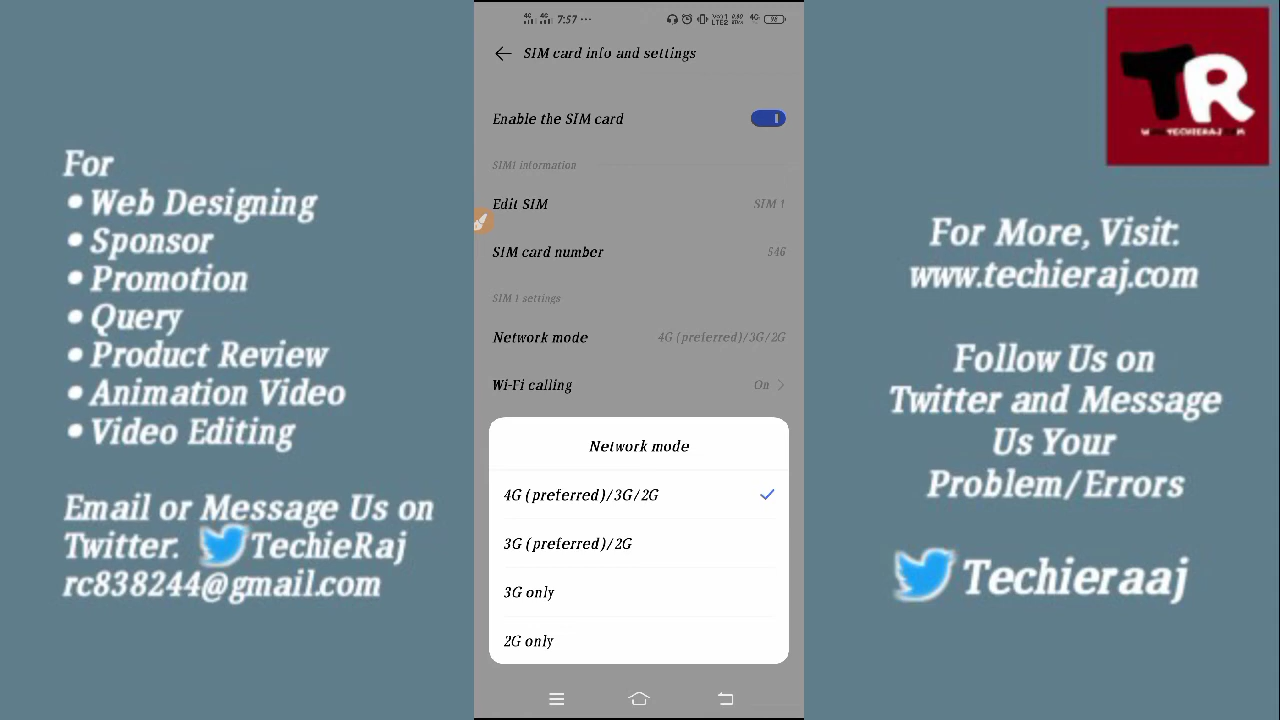 For
• Web Designing
• Sponsor
• Promotion
• Query
• Product Review
• Animation Video
• Video Editing
Email or Message Us on
Twitter. TechieRaj
rc838244@gmail.com
7:57 ···
SIM card info and settings
Enable the SIM card
SIM1 information
Edit SIM SIM 1
SIM card number 546
SIM 1 settings
Network mode 4G (preferred)/3G/2G
Wi-Fi calling On
Network mode
4G (preferred)/3G/2G
3G (preferred)/2G
3G only
2G only
TR
For More, Visit:
www.techieraj.com
Follow Us on
Twitter and Message
Us Your
Problem/Errors
Techieraaj